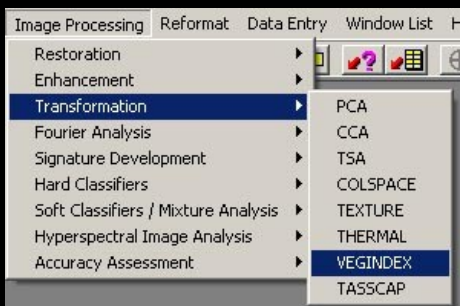 Image Processing Reformat Data Entry Window List
Restoration
Enhancement
Transformation
Fourier Analysis
Signature Development
Hard Classifiers
Soft Classifiers / Mixture Analysis
Hyperspectral Image Analysis
Accuracy Assessment
PCA
CCA
TSA
COLSPACE
TEXTURE
THERMAL
VEGINDEX
TASSCAP